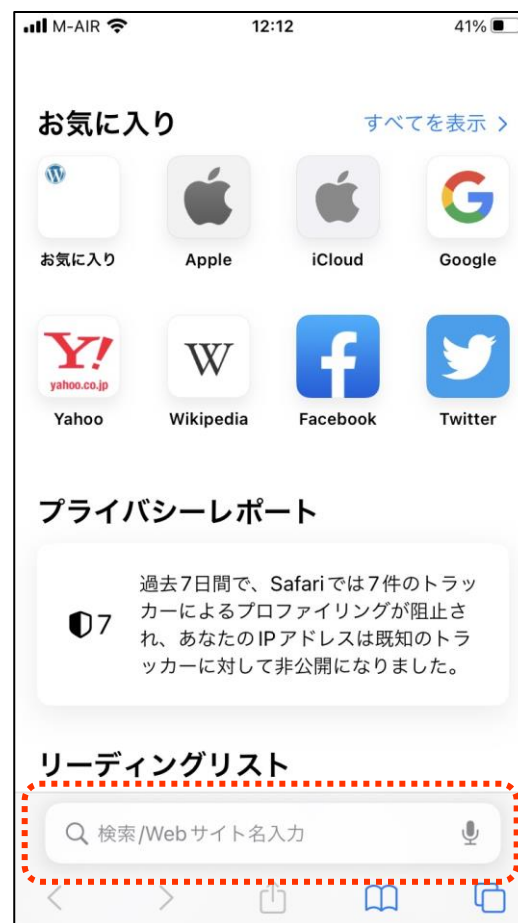 M-AIR 12:12 41%
お気に入り すべてを表示 >
お気に入り Apple iCloud Google
Y!
yahoo.co.jp
W
Yahoo Wikipedia Facebook Twitter
プライバシーレポート
過去7日間で、Safariでは7件のトラッ
7 カーによるプロファイリングが阻止さ
れ、あなたのIPアドレスは既知のトラ
ッカーに対して非公開になりました。
リーディングリスト
検索/Webサイト名入力